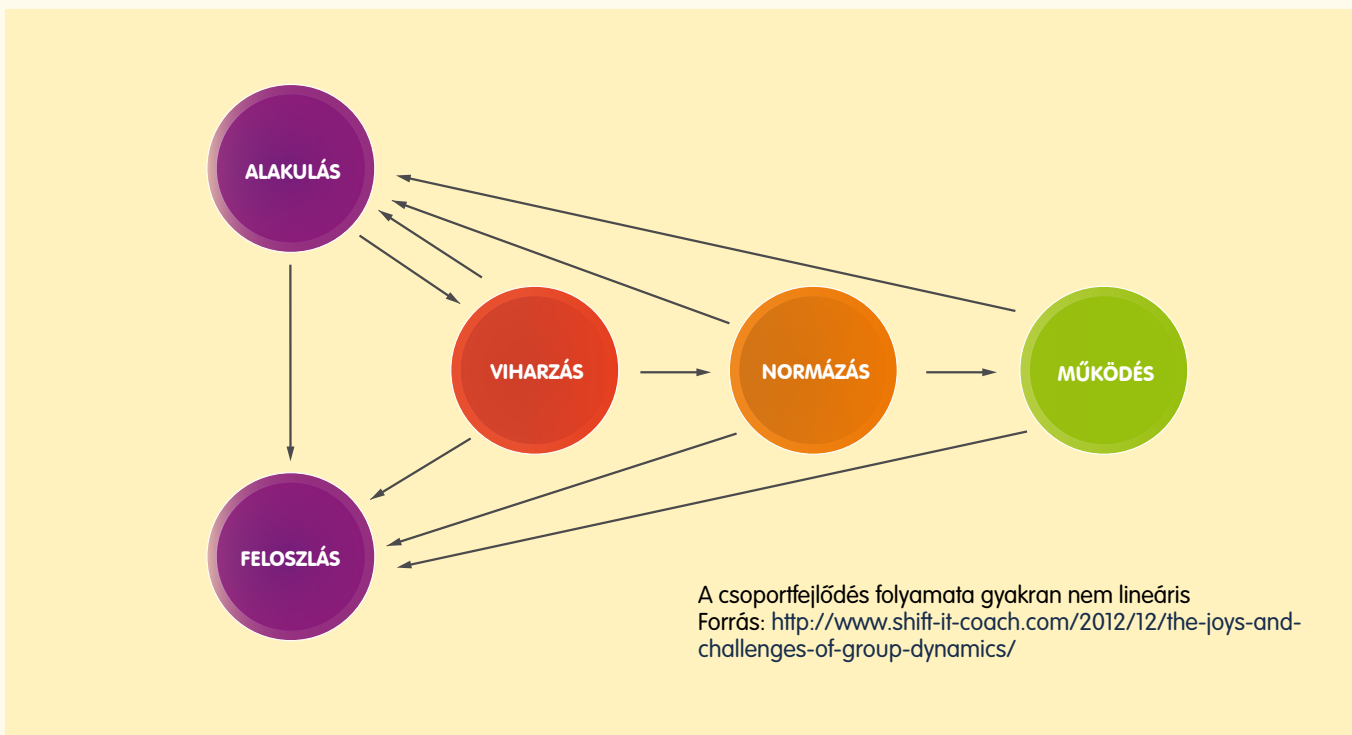 ALAKULÁS
VIHARZÁS
NORMÁZÁS
MŰKÖDÉS
FELOSZLÁS
A csoportfejlődés folyamata gyakran nem lineáris
Forrás: http://www.shift-it-coach.com/2012/12/the-joys-and-
challenges-of-group-dynamics/